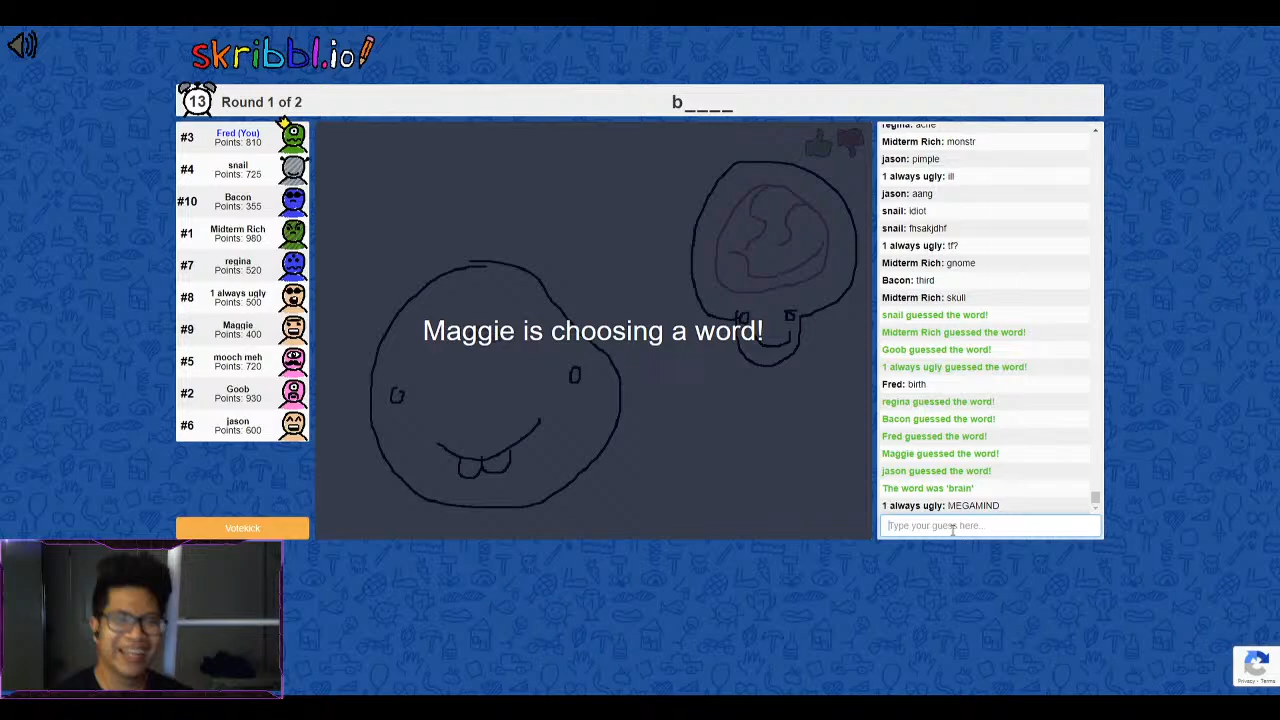 skribbl.io!
13
Round 1 of 2
b____
#3
Fred (You)
Points: 810
#4
snail
Points: 725
#10
Bacon
Points: 355
#1
Midterm Rich
Points: 980
#7
regina
Points: 520
#8
1 always ugly
Points: 500
#9
Maggie
Points: 400
#5
mooch meh
Points: 720
#2
Goob
Points: 930
#6
jason
Points: 600
Votekick
Maggie is choosing a word!
regina: ache
Midterm Rich: monstr
jason: pimple
1 always ugly: ill
jason: aang
snail: idiot
snail: fhsakjdhf
1 always ugly: tf?
Midterm Rich: gnome
Bacon: third
Midterm Rich: skull
snail guessed the word!
Midterm Rich guessed the word!
Goob guessed the word!
1 always ugly guessed the word!
Fred: birth
regina guessed the word!
Bacon guessed the word!
Fred guessed the word!
Maggie guessed the word!
jason guessed the word!
The word was 'brain'
1 always ugly: MEGAMIND
Type your guess here...
Privacy - Terms